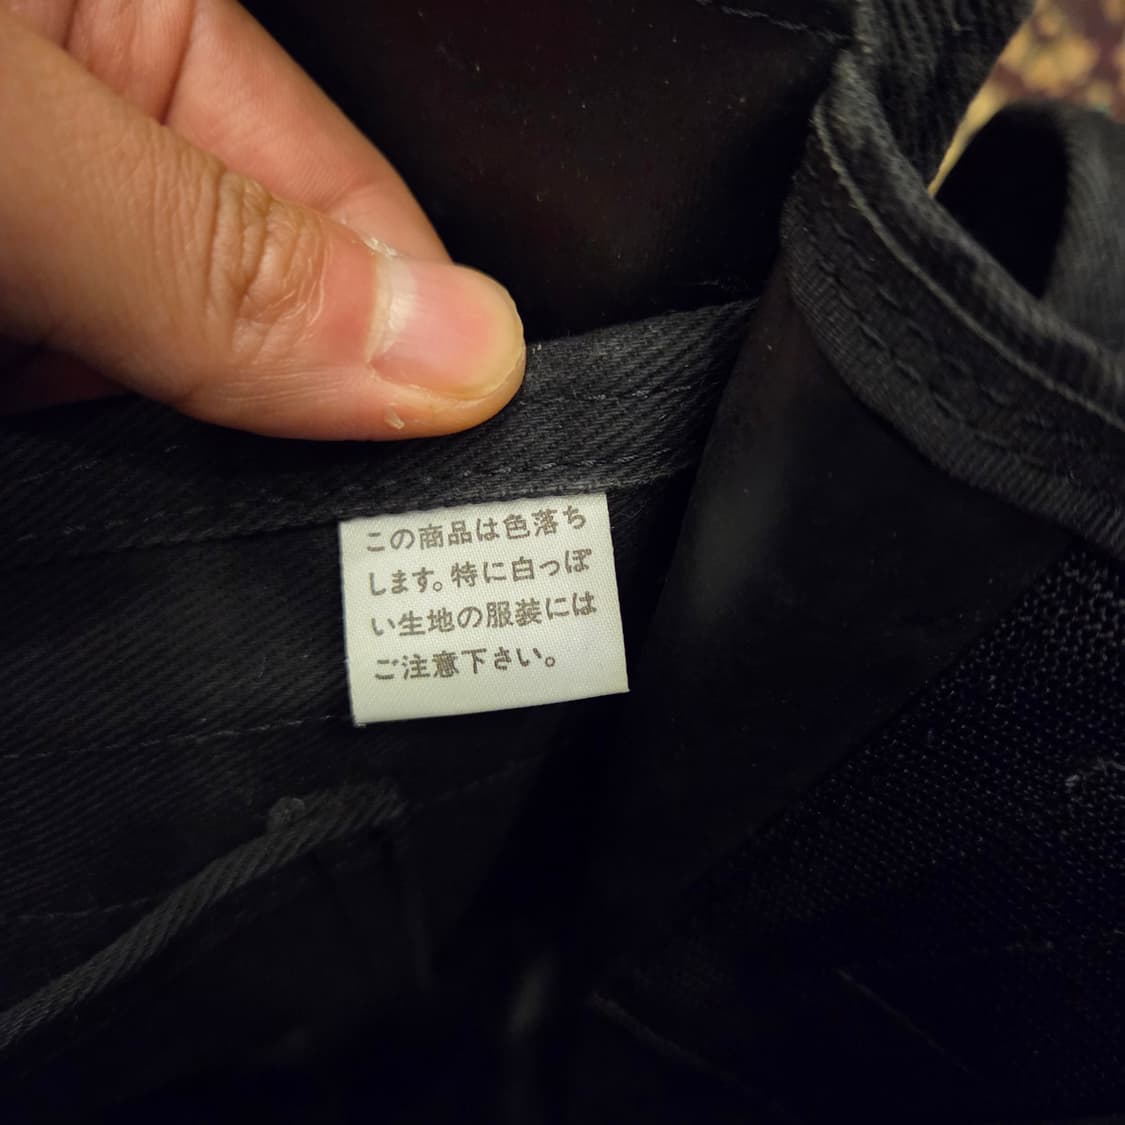 この商品は色落ち
します。特に白っぽ
い生地の服装には
ご注意下さい。